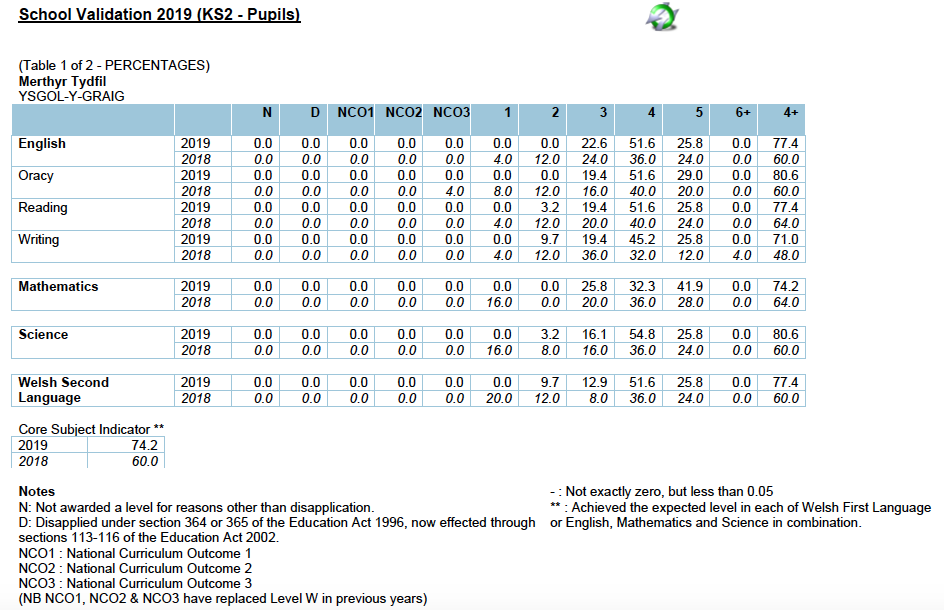 School Validation 2019 (KS2 - Pupils)
(Table 1 of 2 - PERCENTAGES)
Merthyr Tydfil
YSGOL-Y-GRAIG
N D NCO1 NCO2 NCO3 1 2 3 4 5 6+ 4+
English 2019 0.0 0.0 0.0 0.0 0.0 0.0 0.0 22.6 51.6 25.8 0.0 77.4
2018 0.0 0.0 0.0 0.0 0.0 4.0 12.0 24.0 36.0 24.0 0.0 60.0
Oracy 2019 0.0 0.0 0.0 0.0 0.0 0.0 0.0 19.4 51.6 29.0 0.0 80.6
2018 0.0 0.0 0.0 0.0 4.0 8.0 12.0 16.0 40.0 20.0 0.0 60.0
Reading 2019 0.0 0.0 0.0 0.0 0.0 0.0 3.2 19.4 51.6 25.8 0.0 77.4
2018 0.0 0.0 0.0 0.0 0.0 4.0 12.0 20.0 40.0 24.0 0.0 64.0
Writing 2019 0.0 0.0 0.0 0.0 0.0 0.0 9.7 19.4 45.2 25.8 0.0 71.0
2018 0.0 0.0 0.0 0.0 0.0 4.0 12.0 36.0 32.0 12.0 4.0 48.0
Mathematics 2019 0.0 0.0 0.0 0.0 0.0 0.0 0.0 25.8 32.3 41.9 0.0 74.2
2018 0.0 0.0 0.0 0.0 0.0 16.0 0.0 20.0 36.0 28.0 0.0 64.0
Science 2019 0.0 0.0 0.0 0.0 0.0 0.0 3.2 16.1 54.8 25.8 0.0 80.6
2018 0.0 0.0 0.0 0.0 0.0 16.0 8.0 16.0 36.0 24.0 0.0 60.0
Welsh Second 2019 0.0 0.0 0.0 0.0 0.0 0.0 9.7 12.9 51.6 25.8 0.0 77.4
Language 2018 0.0 0.0 0.0 0.0 0.0 20.0 12.0 8.0 36.0 24.0 0.0 60.0
Core Subject Indicator **
2019 74.2
2018 60.0
Notes
N: Not awarded a level for reasons other than disapplication.
D: Disapplied under section 364 or 365 of the Education Act 1996, now effected through
sections 113-116 of the Education Act 2002.
NCO1 : National Curriculum Outcome 1
NCO2 : National Curriculum Outcome 2
NCO3 : National Curriculum Outcome 3
(NB NCO1, NCO2 & NCO3 have replaced Level W in previous years)
- : Not exactly zero, but less than 0.05
** : Achieved the expected level in each of Welsh First Language
or English, Mathematics and Science in combination.